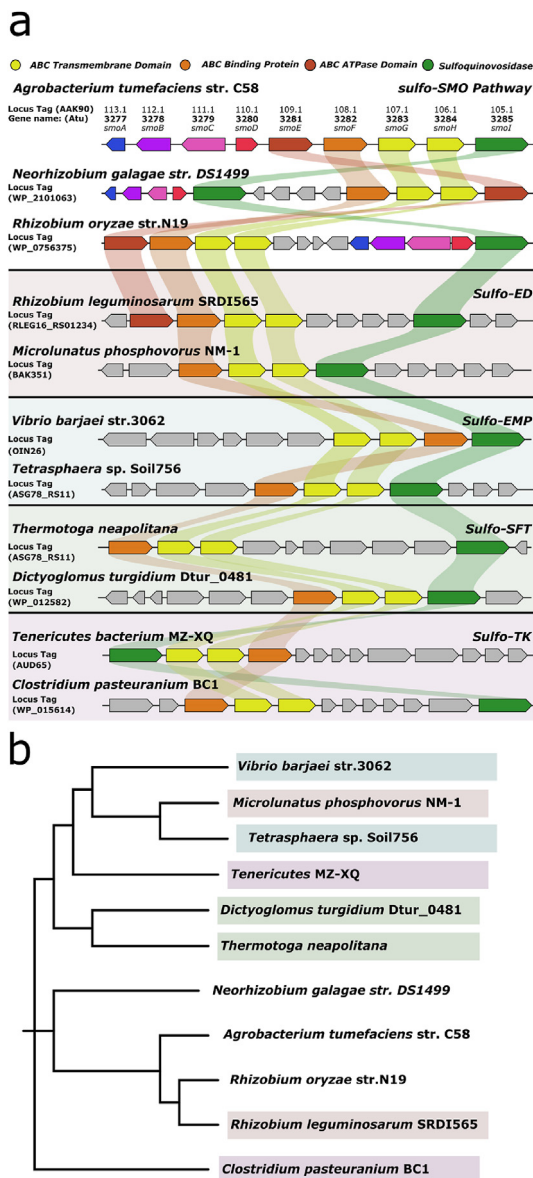 a
ABC Transmembrane Domain ABC Binding Protein ABC ATPase Domain Sulfoquinovosidase
Agrobacterium tumefaciens str. C58 sulfo-SMO Pathway
Locus Tag (AAK90) 113.1 112.1 111.1 110.1 109.1 108.1 107.1 106.1 105.1
Gene name: (Atu) 3277 3278 3279 3280 3281 3282 3283 3284 3285
smoA smoB smoC smoD smoE smoF smoG smoH smoI
Neorhizobium galagae str. DS1499
Locus Tag
(WP_2101063)
Rhizobium oryzae str.N19
Locus Tag
(WP_0756375)
Sulfo-ED
Rhizobium leguminosarum SRDI565
Locus Tag
(RLEG16_RS01234)
Microlunatus phosphovorus NM-1
Locus Tag
(BAK351)
Vibrio barjaei str.3062 Sulfo-EMP
Locus Tag
(OIN26)
Tetrasphaera sp. Soil756
Locus Tag
(ASG78_RS11)
Thermotoga neapolitana Sulfo-SFT
Locus Tag
(ASG78_RS11)
Dictyoglomus turgidium Dtur_0481
Locus Tag
(WP_012582)
Tenericutes bacterium MZ-XQ Sulfo-TK
Locus Tag
(AUD65)
Clostridium pasteuranium BC1
Locus Tag
(WP_015614)
b
Vibrio barjaei str.3062
Microlunatus phosphovorus NM-1
Tetrasphaera sp. Soil756
Tenericutes MZ-XQ
Dictyoglomus turgidium Dtur_0481
Thermotoga neapolitana
Neorhizobium galagae str. DS1499
Agrobacterium tumefaciens str. C58
Rhizobium oryzae str.N19
Rhizobium leguminosarum SRDI565
Clostridium pasteuranium BC1